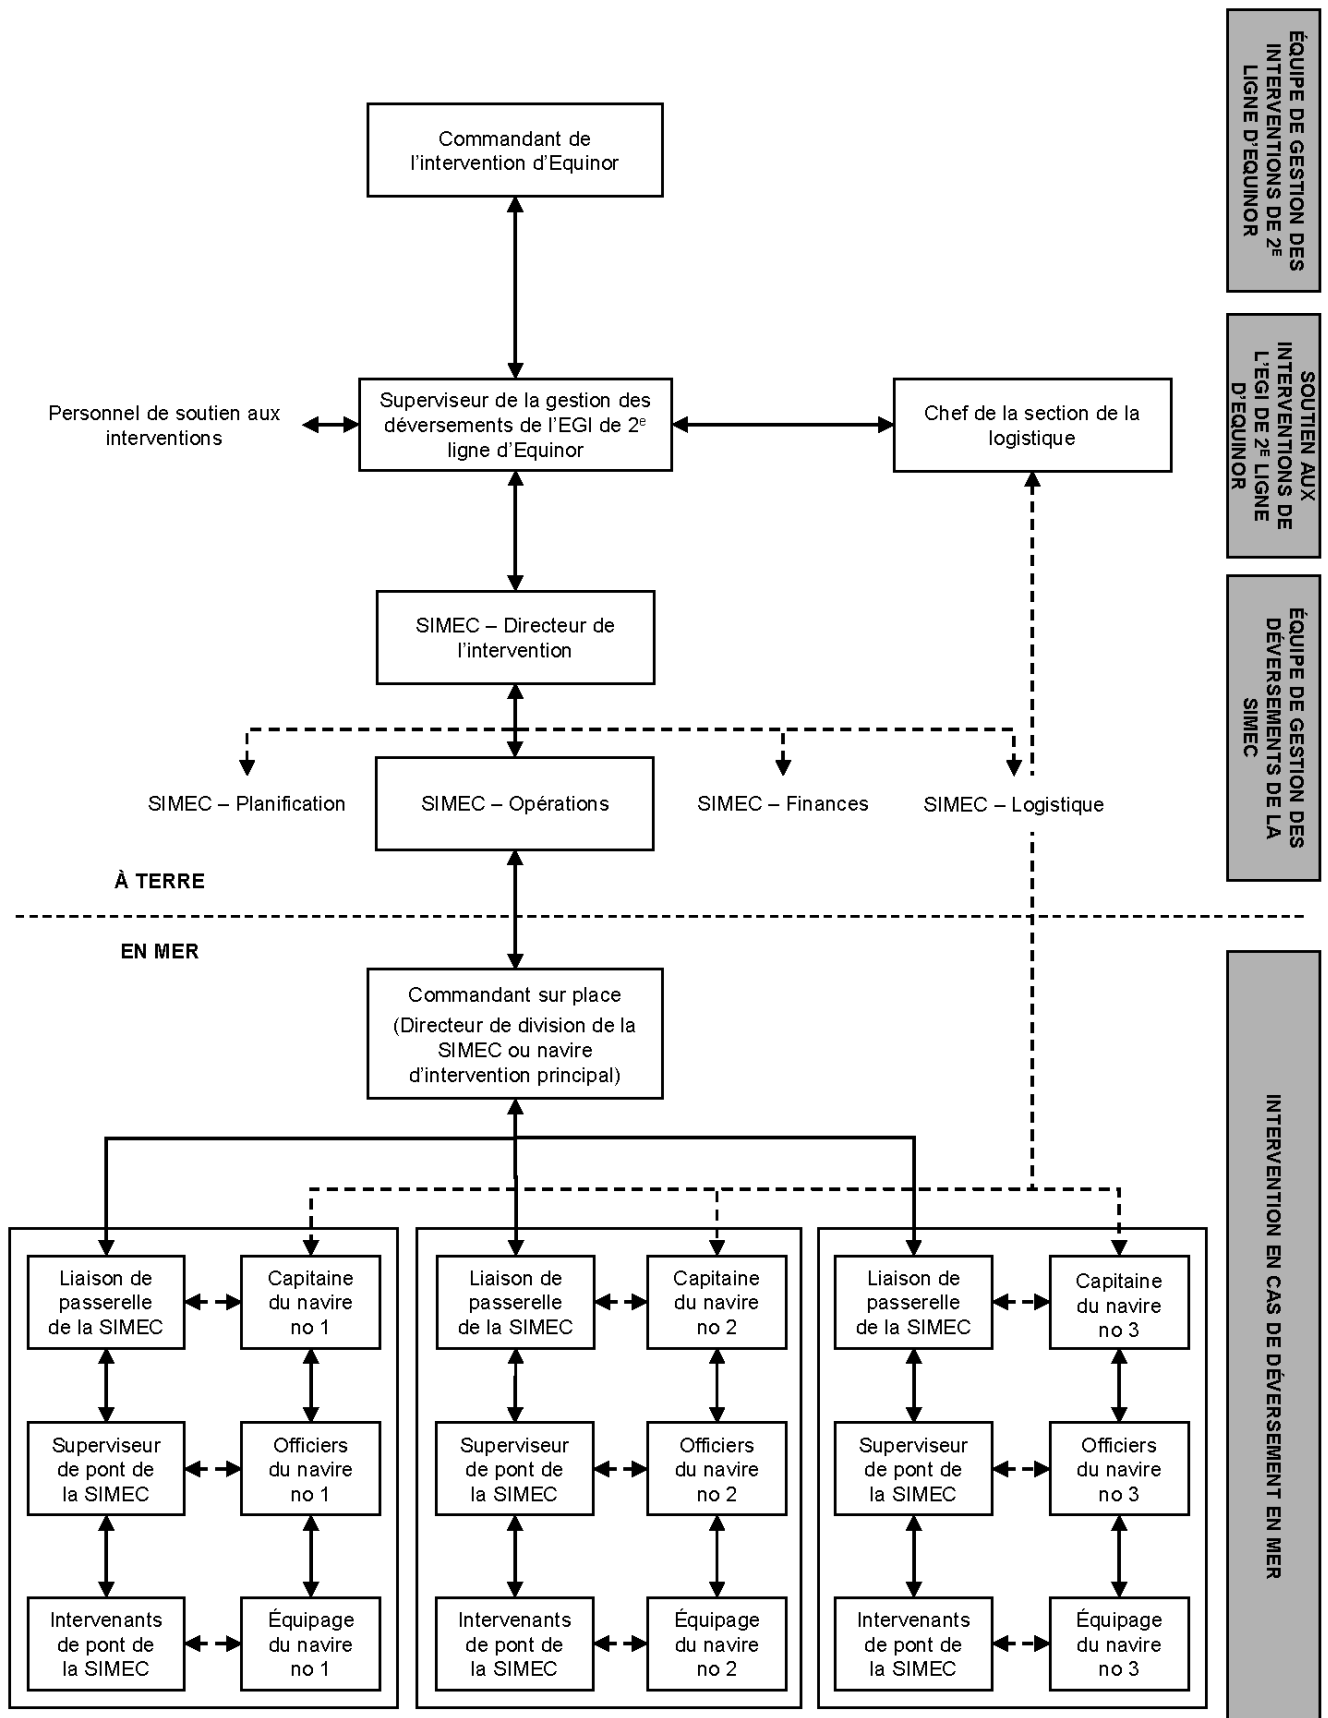 ÉQUIPE DE GESTION DES
INTERVENTIONS DE 2E
LIGNE D'EQUINOR
Commandant de
l'intervention d'Equinor
SOUTIEN AUX
INTERVENTIONS DE
L'EGI DE 2E LIGNE
D'EQUINOR
Personnel de soutien aux
interventions
Superviseur de la gestion des
déversements de l'EGI de 2e
ligne d'Equinor
Chef de la section de la
logistique
ÉQUIPE DE GESTION DES
DÉVERSEMENTS DE LA
SIMEC
SIMEC – Directeur de
l'intervention
SIMEC – Planification
SIMEC – Opérations
SIMEC – Finances
SIMEC – Logistique
À TERRE
EN MER
INTERVENTION EN CAS DE DÉVERSEMENT EN MER
Commandant sur place
(Directeur de division de la
SIMEC ou navire
d'intervention principal)
Liaison de
passerelle
de la SIMEC
Capitaine
du navire
no 1
Superviseur
de pont de
la SIMEC
Officiers
du navire
no 1
Intervenants
de pont de
la SIMEC
Équipage
du navire
no 1
Liaison de
passerelle
de la SIMEC
Capitaine
du navire
no 2
Superviseur
de pont de
la SIMEC
Officiers
du navire
no 2
Intervenants
de pont de
la SIMEC
Équipage
du navire
no 2
Liaison de
passerelle
de la SIMEC
Capitaine
du navire
no 3
Superviseur
de pont de
la SIMEC
Officiers
du navire
no 3
Intervenants
de pont de
la SIMEC
Équipage
du navire
no 3